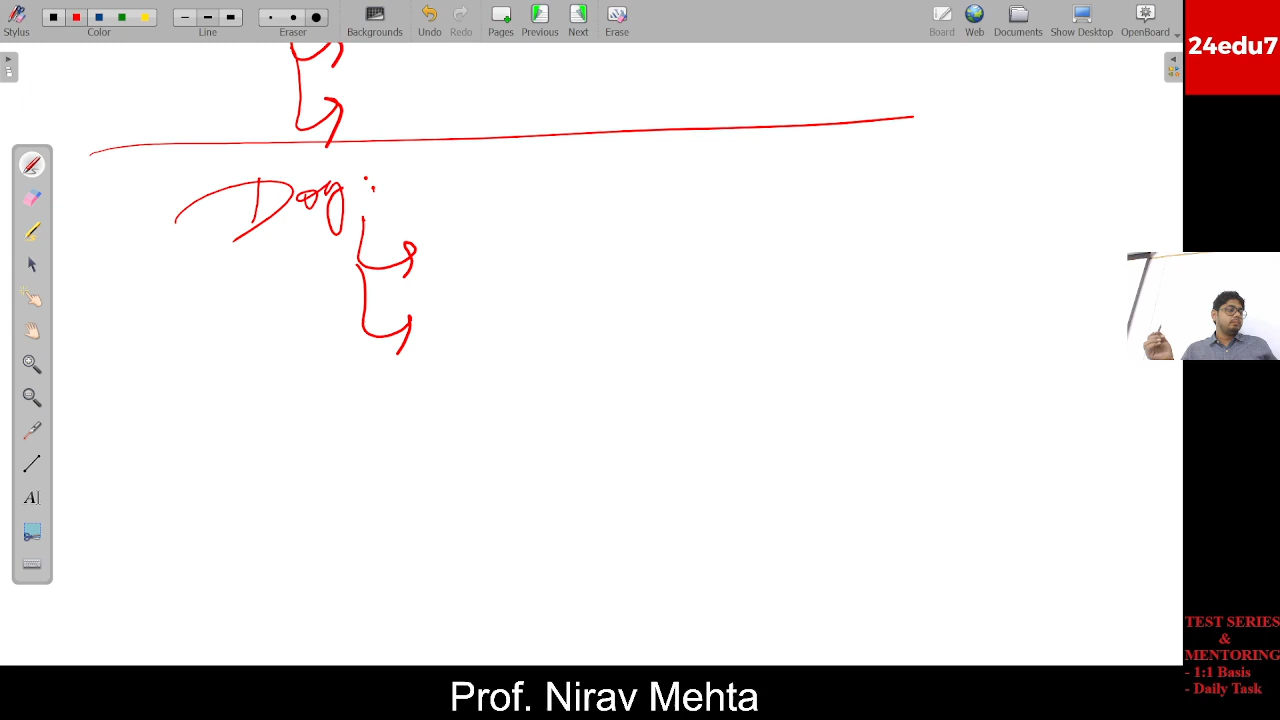 Stylus Color Line Eraser Backgrounds Undo Redo Pages Previous Next Erase Board Web Documents Show Desktop OpenBoard
24edu7
Dog :
AI
TEST SERIES
&
MENTORING
- 1:1 Basis
- Daily Task
Prof. Nirav Mehta